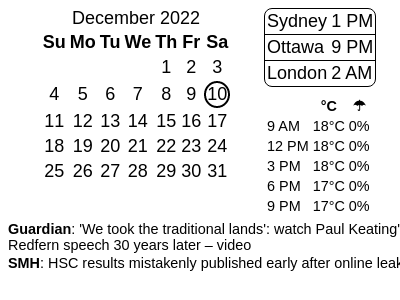 December 2022
Su Mo Tu We Th Fr Sa
1 2 3
4 5 6 7 8 9 10
11 12 13 14 15 16 17
18 19 20 21 22 23 24
25 26 27 28 29 30 31
Sydney 1 PM
Ottawa 9 PM
London 2 AM
°C ☂
9 AM 18°C 0%
12 PM 18°C 0%
3 PM 18°C 0%
6 PM 17°C 0%
9 PM 17°C 0%
Guardian: 'We took the traditional lands': watch Paul Keating'
Redfern speech 30 years later – video
SMH: HSC results mistakenly published early after online leak